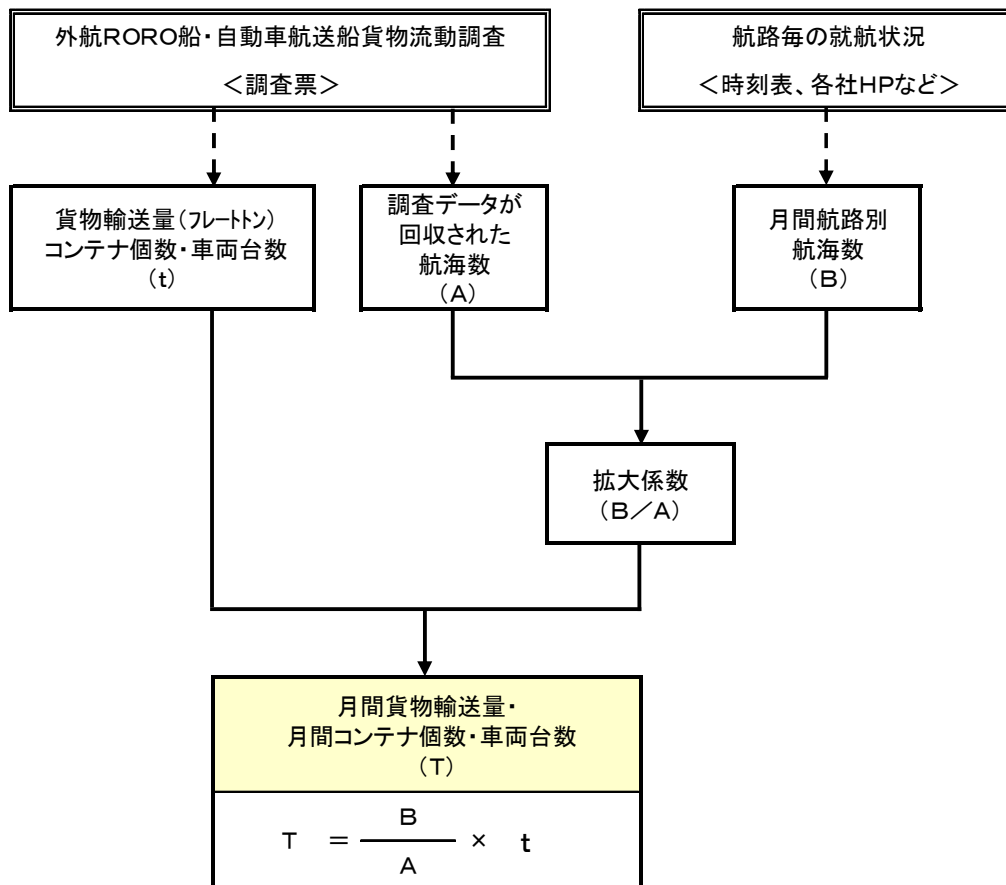 外航RORO船・自動車航送船貨物流動調査
＜調査票＞
航路毎の就航状況
＜時刻表、各社HPなど＞
貨物輸送量（フレートトン）
コンテナ個数・車両台数
（t）
調査データが
回収された
航海数
（A）
月間航路別
航海数
（B）
拡大係数
（B／A）
月間貨物輸送量・
月間コンテナ個数・車両台数
（T）
B
T ＝ × t
A